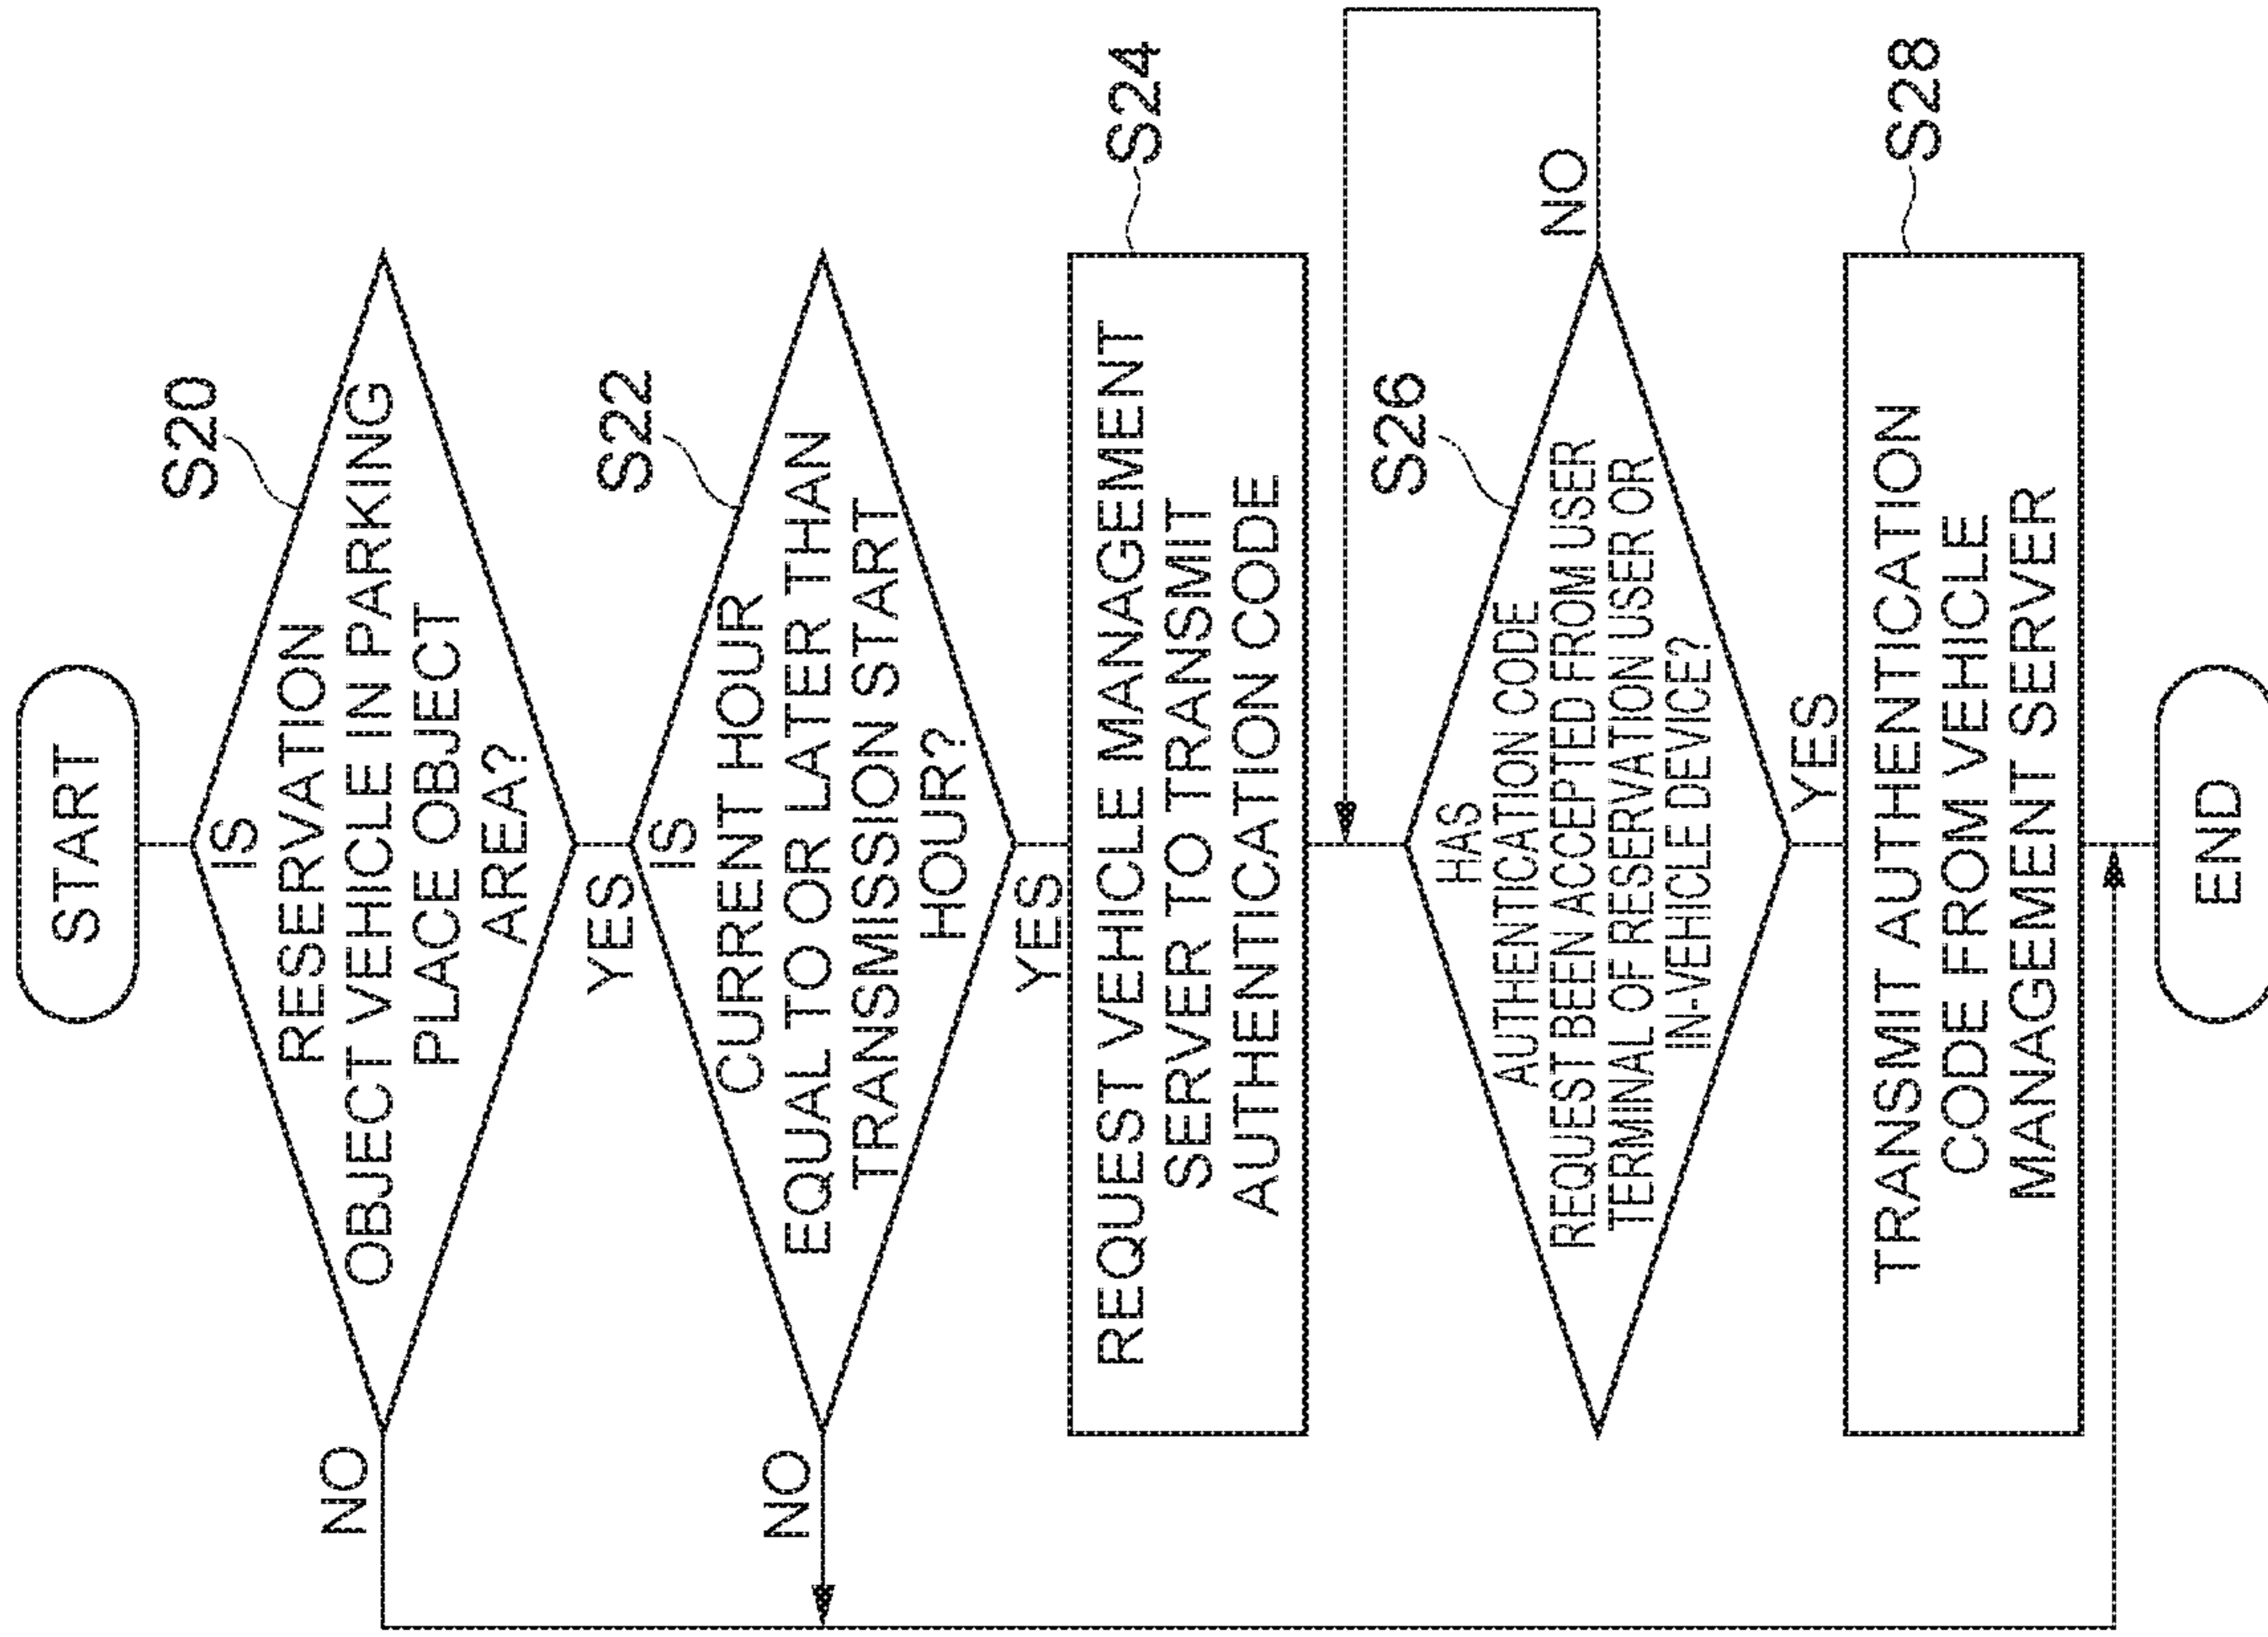 START
S20
IS
RESERVATION
OBJECT VEHICLE IN PARKING
PLACE OBJECT
AREA?
NO
YES
S22
IS
CURRENT HOUR
EQUAL TO OR LATER THAN
TRANSMISSION START
HOUR?
NO
YES
S24
REQUEST VEHICLE MANAGEMENT
SERVER TO TRANSMIT
AUTHENTICATION CODE
S26
HAS
AUTHENTICATION CODE
REQUEST BEEN ACCEPTED FROM USER
TERMINAL OF RESERVATION USER OR
IN-VEHICLE DEVICE?
NO
YES
S28
TRANSMIT AUTHENTICATION
CODE FROM VEHICLE
MANAGEMENT SERVER
END